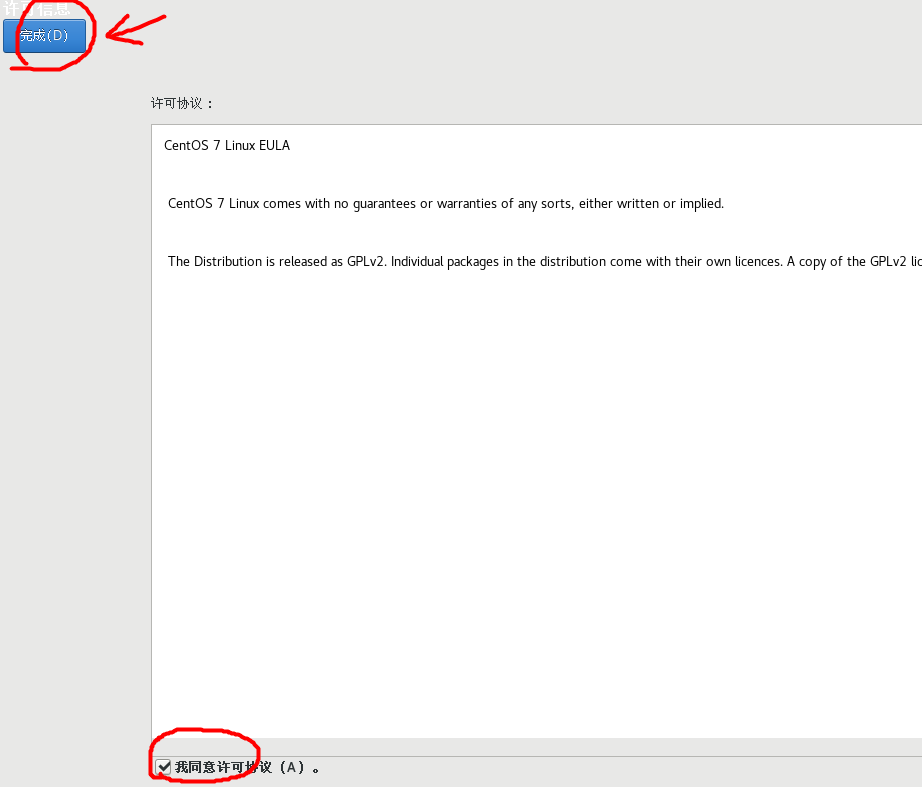 许可信息
完成(D)
许可协议：
CentOS 7 Linux EULA
CentOS 7 Linux comes with no guarantees or warranties of any sorts, either written or implied.
The Distribution is released as GPLv2. Individual packages in the distribution come with their own licences. A copy of the GPLv2 lic
我同意许可协议（A）。